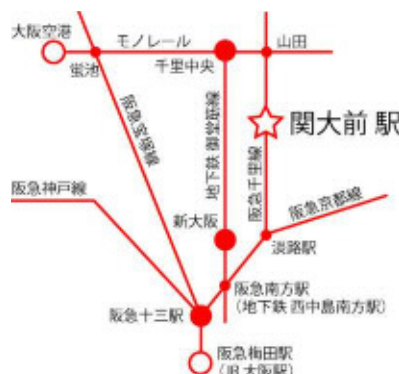 大阪空港
モノレール
山田
蛍池
千里中央
阪急宝塚線
地下鉄 御堂筋線
関大前 駅
阪急千里線
阪急神戸線
阪急京都線
新大阪
淡路駅
阪急南方駅
(地下鉄 西中島南方駅)
阪急十三駅
阪急梅田駅
(JR 大阪駅)